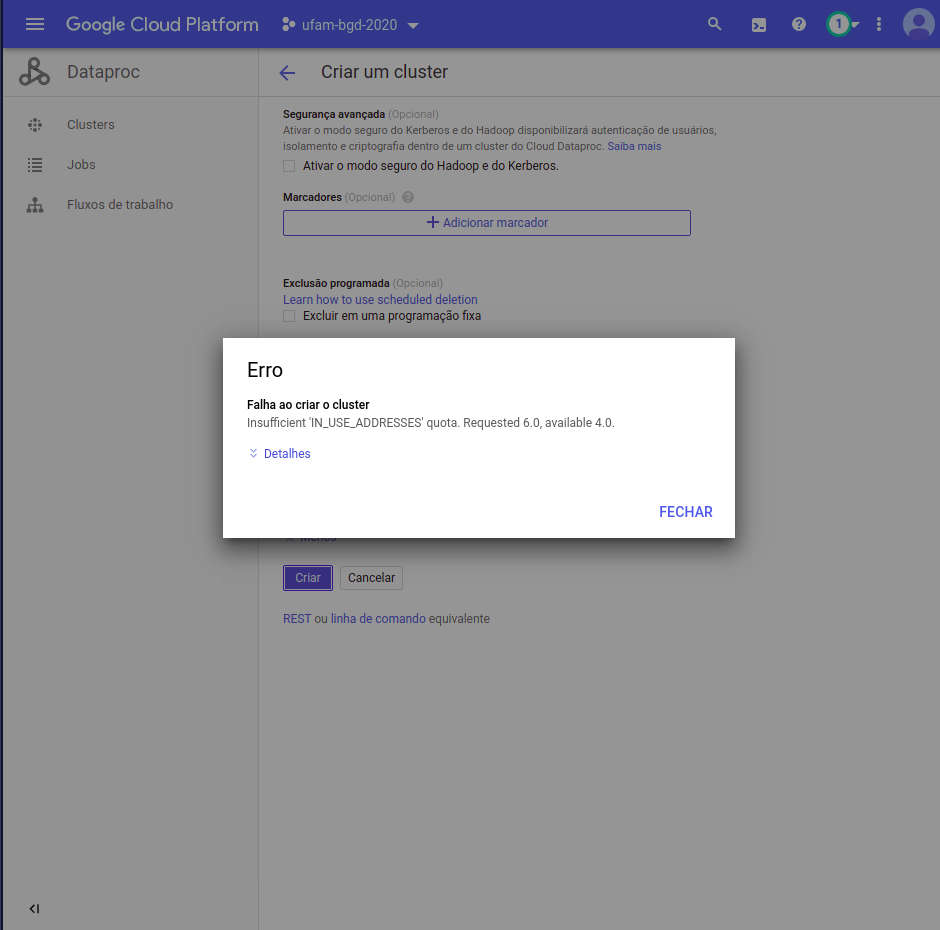 Google Cloud Platform
ufam-bgd-2020
1
Dataproc
Criar um cluster
Clusters
Jobs
Fluxos de trabalho
Segurança avançada (Opcional)
Ativar o modo seguro do Kerberos e do Hadoop disponibilizará autenticação de usuários,
isolamento e criptografia dentro de um cluster do Cloud Dataproc. Saiba mais
Ativar o modo seguro do Hadoop e do Kerberos.
Marcadores (Opcional)
Adicionar marcador
Exclusão programada (Opcional)
Learn how to use scheduled deletion
Excluir em uma programação fixa
Erro
Falha ao criar o cluster
Insufficient 'IN_USE_ADDRESSES' quota. Requested 6.0, available 4.0.
Detalhes
FECHAR
Menos
Criar
Cancelar
REST ou linha de comando equivalente